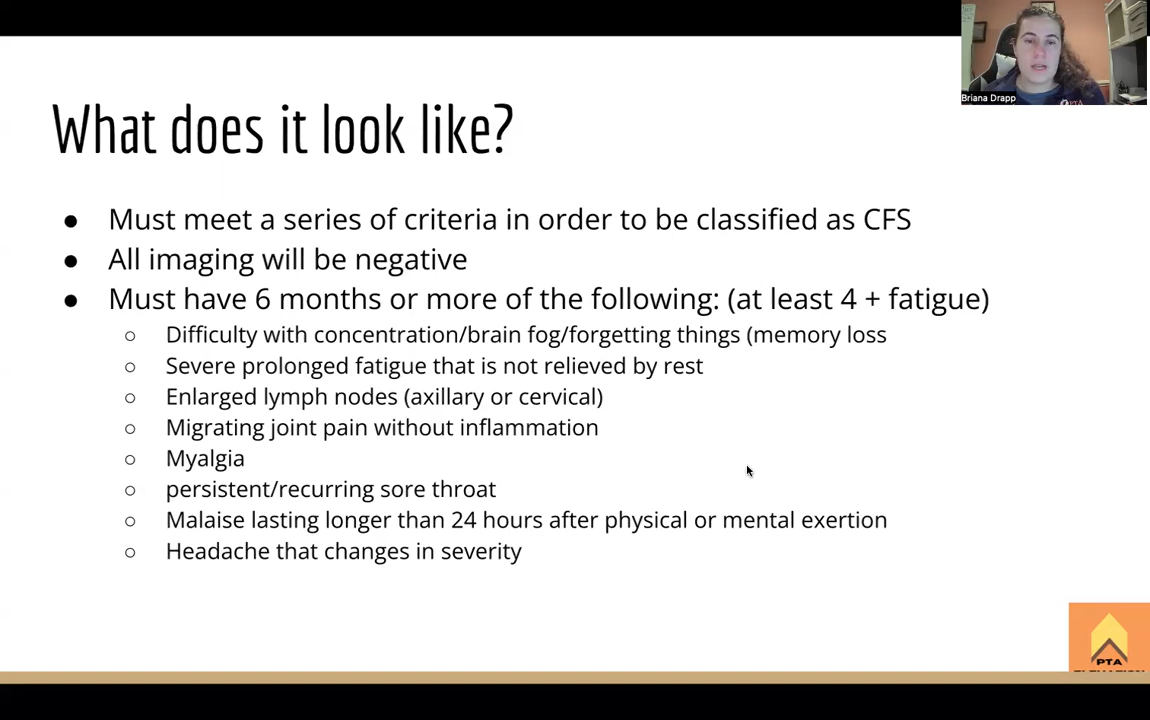 Briana Drapp
What does it look like?
● Must meet a series of criteria in order to be classified as CFS
● All imaging will be negative
● Must have 6 months or more of the following: (at least 4 + fatigue)
○ Difficulty with concentration/brain fog/forgetting things (memory loss
○ Severe prolonged fatigue that is not relieved by rest
○ Enlarged lymph nodes (axillary or cervical)
○ Migrating joint pain without inflammation
○ Myalgia
○ persistent/recurring sore throat
○ Malaise lasting longer than 24 hours after physical or mental exertion
○ Headache that changes in severity
PTA